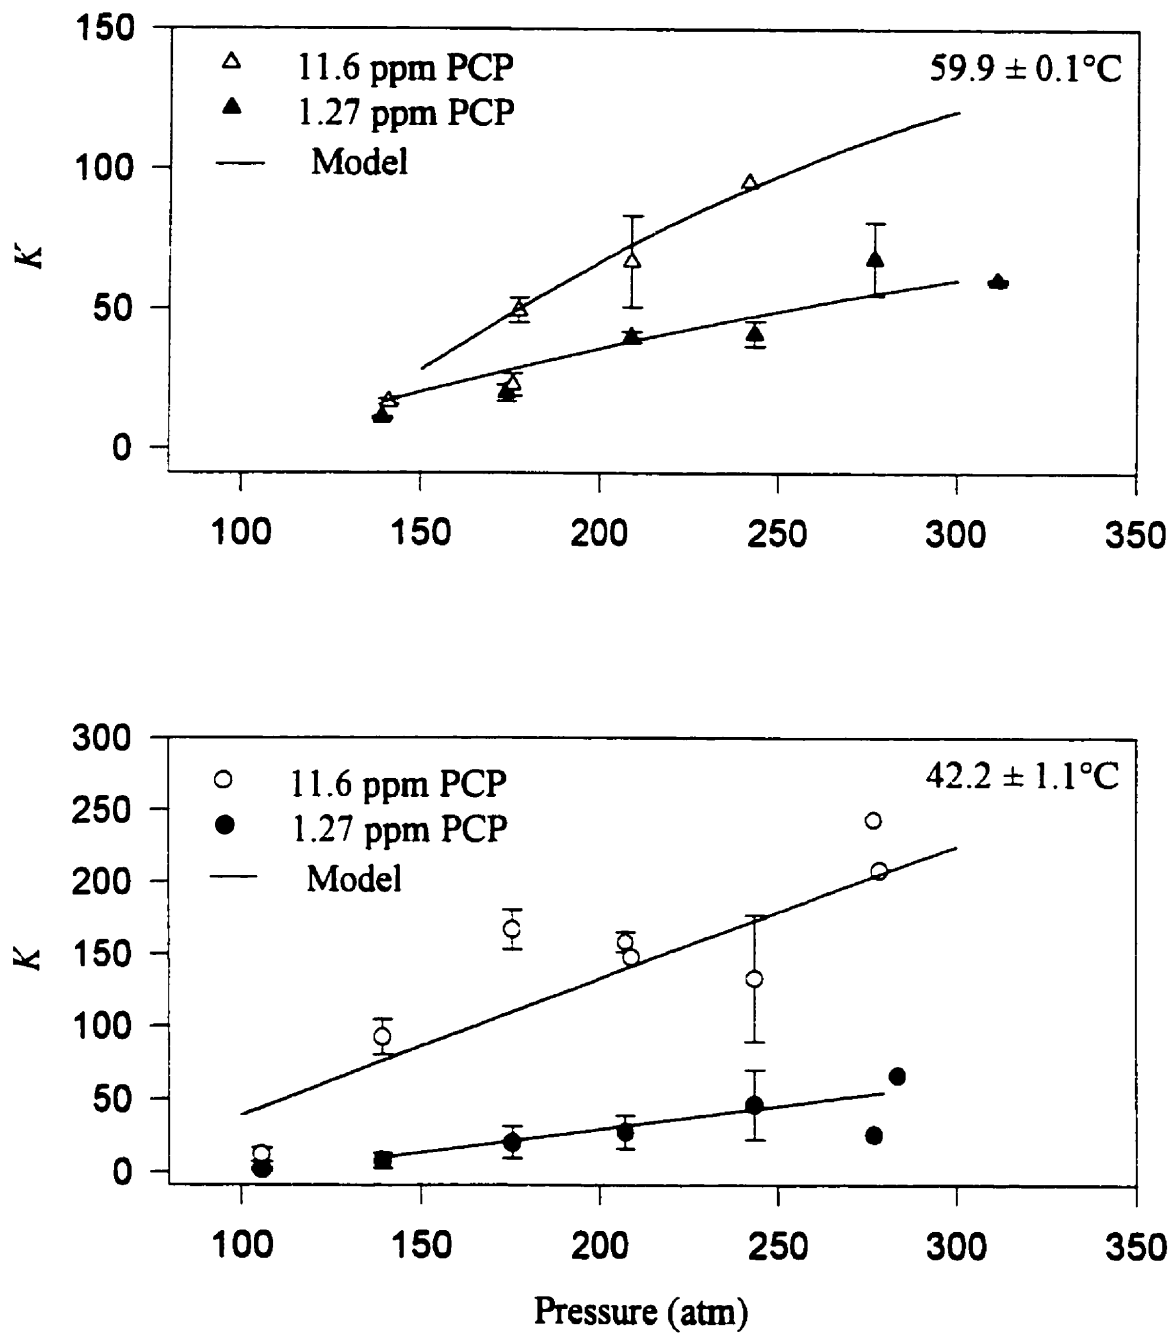 150
11.6 ppm PCP
59.9 ± 0.1°C
1.27 ppm PCP
Model
100
K
50
0
100 150 200 250 300 350
300
11.6 ppm PCP
42.2 ± 1.1°C
250
1.27 ppm PCP
200
Model
150
K
100
50
0
100 150 200 250 300 350
Pressure (atm)